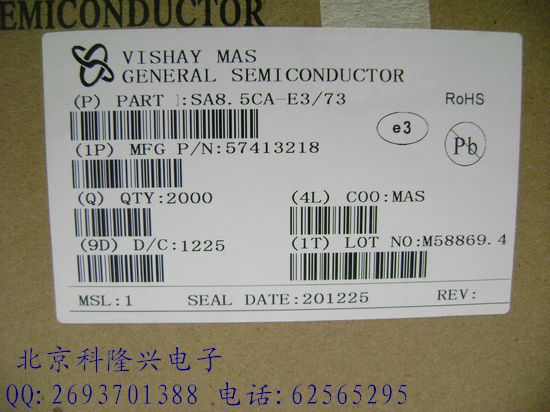 EMICONDUCTOR
VISHAY MAS
GENERAL SEMICONDUCTOR
(P) PART :SA8.5CA-E3/73
RoHS
e3
Pb
(1P) MFG P/N:57413218
(Q) QTY:2000
(4L) COO:MAS
(9D) D/C:1225
(1T) LOT NO:M58869.4
MSL:1 SEAL DATE:201225 REV:
北京科隆兴电子
QQ:2693701388 电话:62565295